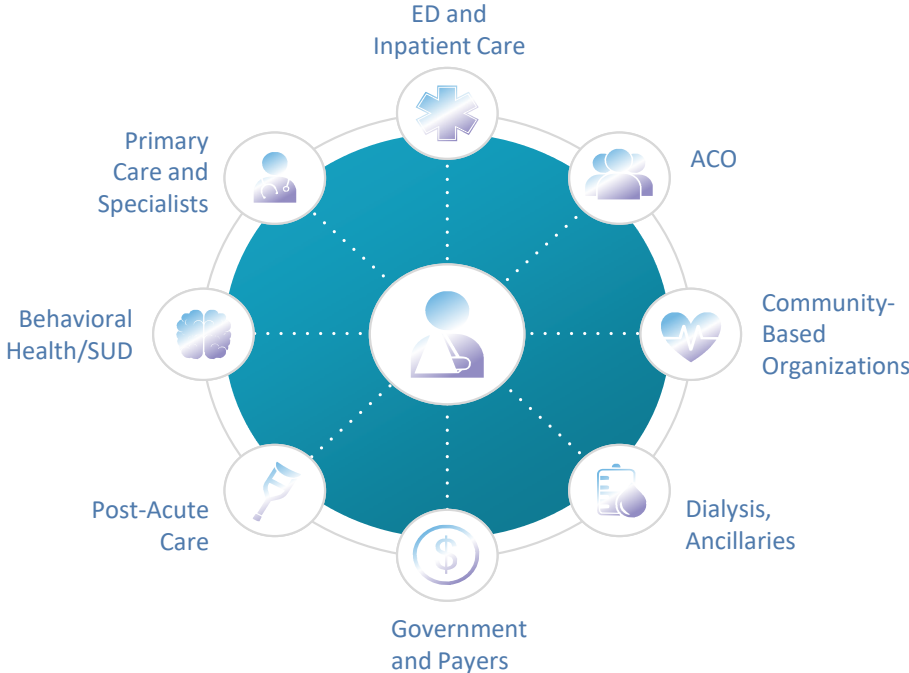 ED and
Inpatient Care
Primary
Care and
Specialists
ACO
Behavioral
Health/SUD
Community-
Based
Organizations
Post-Acute
Care
Dialysis,
Ancillaries
$
Government
and Payers